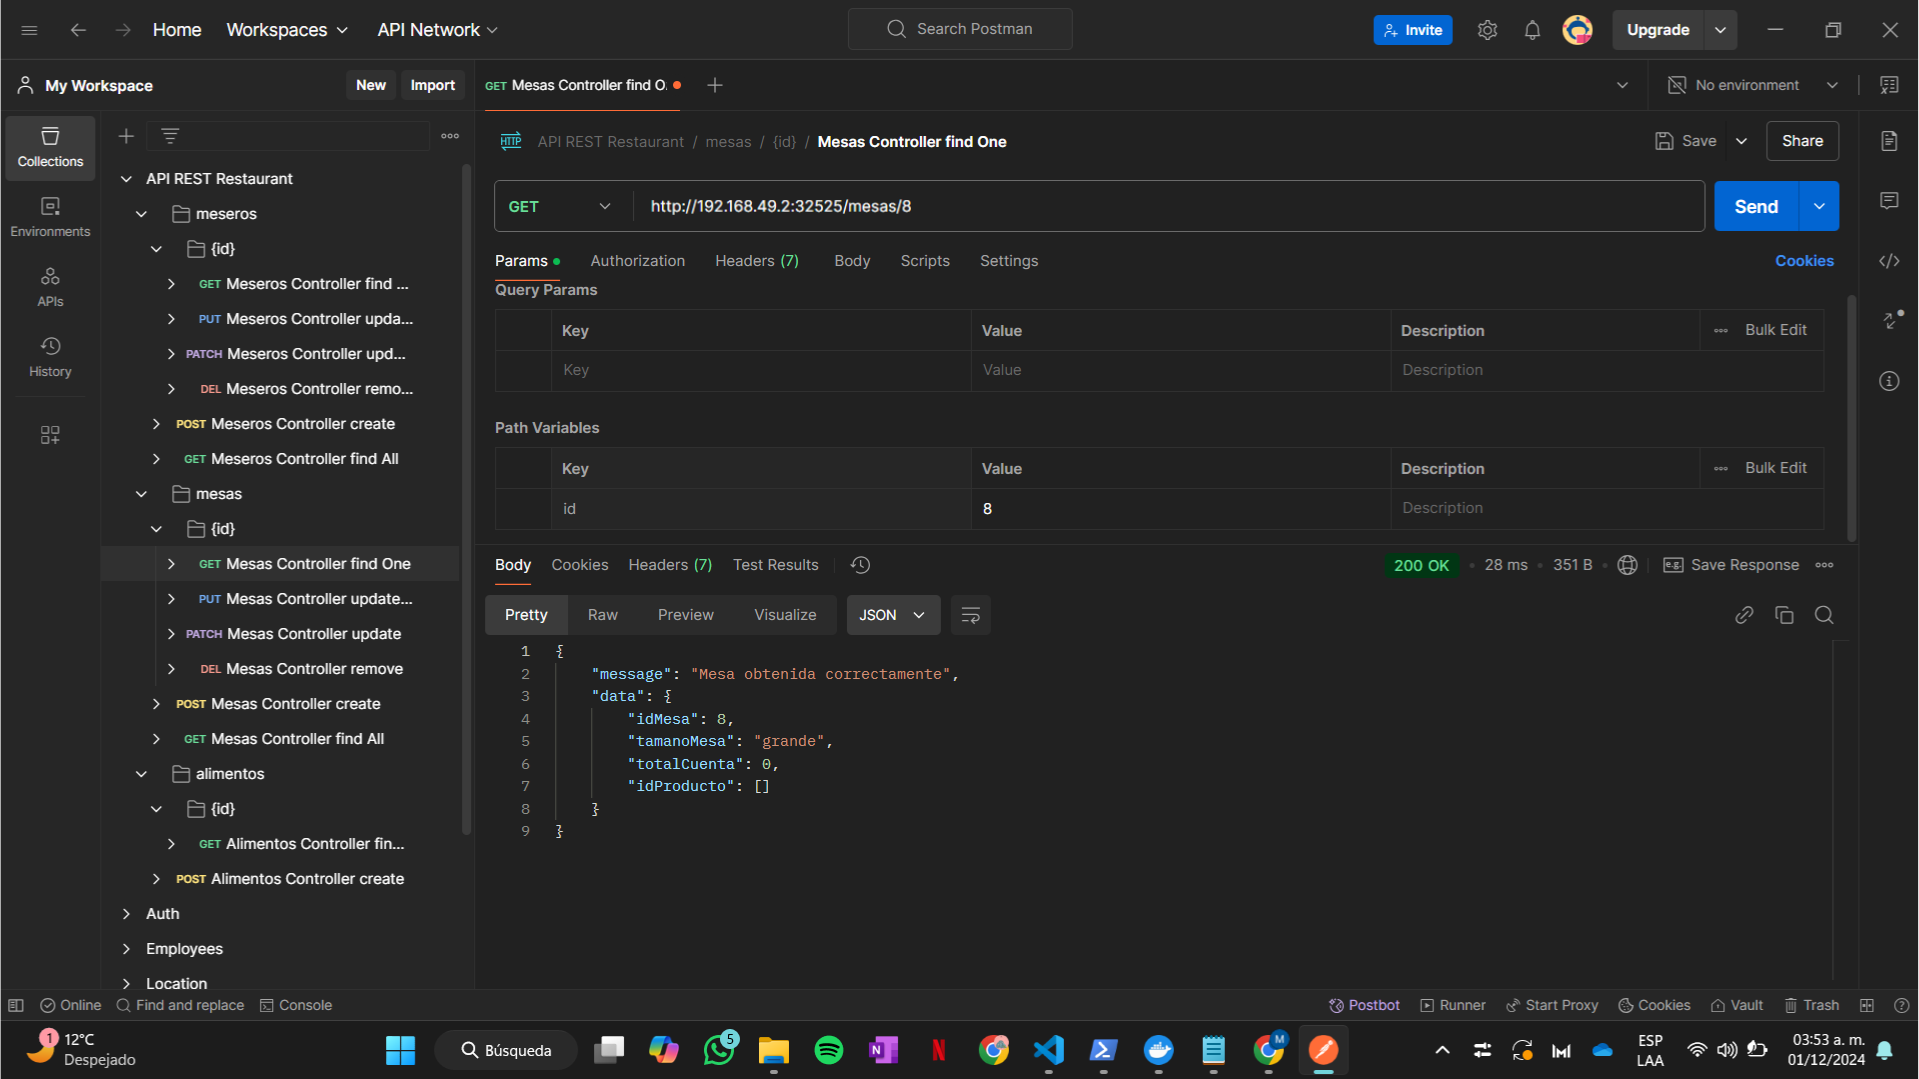 Home
Workspaces
API Network
Search Postman
Invite
Upgrade
My Workspace
New
Import
GET Mesas Controller find O
No environment
Collections
Environments
APIs
History
API REST Restaurant
meseros
{id}
GET Meseros Controller find ...
PUT Meseros Controller upda...
PATCH Meseros Controller upd...
DEL Meseros Controller remo...
POST Meseros Controller create
GET Meseros Controller find All
mesas
{id}
GET Mesas Controller find One
PUT Mesas Controller update...
PATCH Mesas Controller update
DEL Mesas Controller remove
POST Mesas Controller create
GET Mesas Controller find All
alimentos
{id}
GET Alimentos Controller fin...
POST Alimentos Controller create
Auth
Employees
Location
HTTP API REST Restaurant / mesas / {id} / Mesas Controller find One
Save
Share
GET http://192.168.49.2:32525/mesas/8
Send
Params Authorization Headers (7) Body Scripts Settings
Cookies
Query Params
Key Value Description Bulk Edit
Key Value Description
Path Variables
Key Value Description Bulk Edit
id 8 Description
Body Cookies Headers (7) Test Results
200 OK 28 ms 351 B
e.g. Save Response
Pretty Raw Preview Visualize JSON
1 {
2 "message": "Mesa obtenida correctamente",
3 "data": {
4 "idMesa": 8,
5 "tamanoMesa": "grande",
6 "totalCuenta": 0,
7 "idProducto": []
8 }
9 }
Online Find and replace Console
Postbot Runner Start Proxy Cookies Vault Trash
1
12°C
Despejado
Búsqueda
5
N
N
M
ESP
LAA
03:53 a. m.
01/12/2024